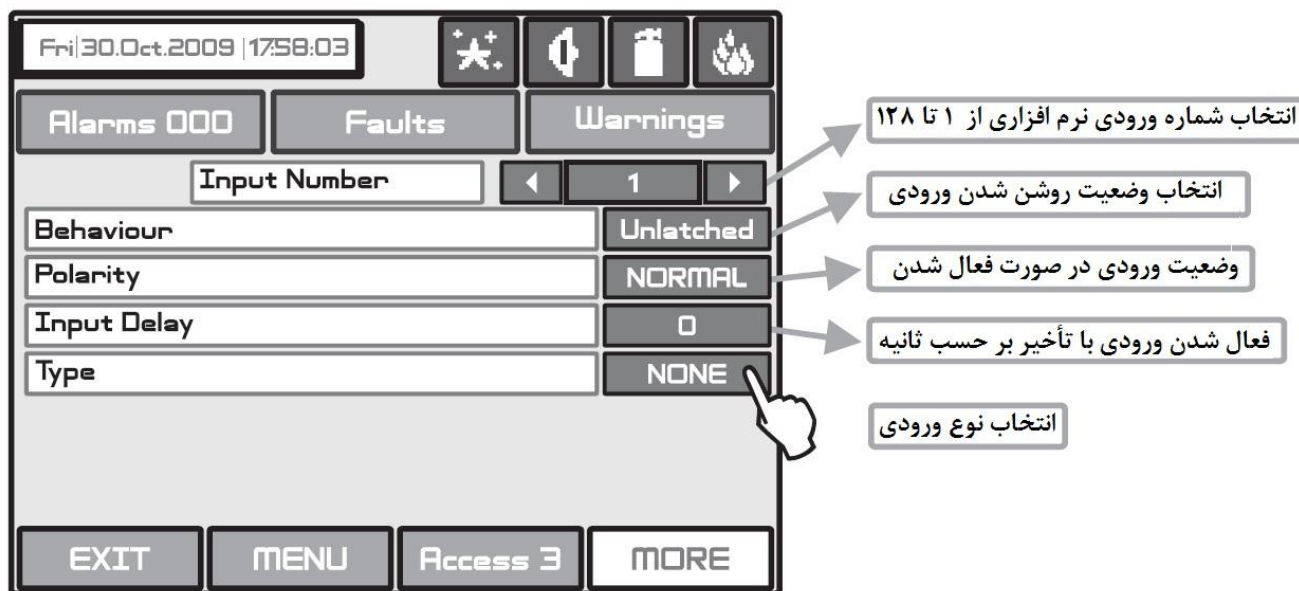 Fri|30.Oct.2009 |17:58:03
Alarms 000 Faults Warnings
Input Number 1
Behaviour Unlatched
Polarity NORMAL
Input Delay 0
Type NONE
EXIT MENU Access 3 MORE
انتخاب شماره ورودی نرم افزاری از ۱ تا ۱۲۸
انتخاب وضعیت روشن شدن ورودی
وضعیت ورودی در صورت فعال شدن
فعال شدن ورودی با تأخیر بر حسب ثانیه
انتخاب نوع ورودی